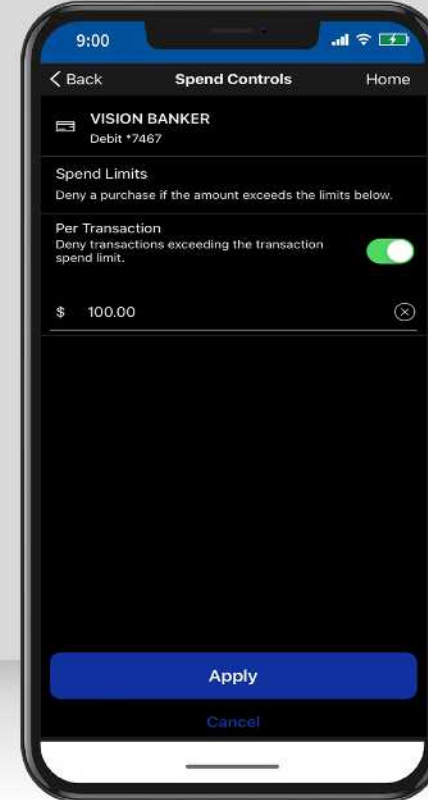 9:00
Back Spend Controls Home
VISION BANKER
Debit *7467
Spend Limits
Deny a purchase if the amount exceeds the limits below.
Per Transaction
Deny transactions exceeding the transaction
spend limit.
$ 100.00
Apply
Cancel